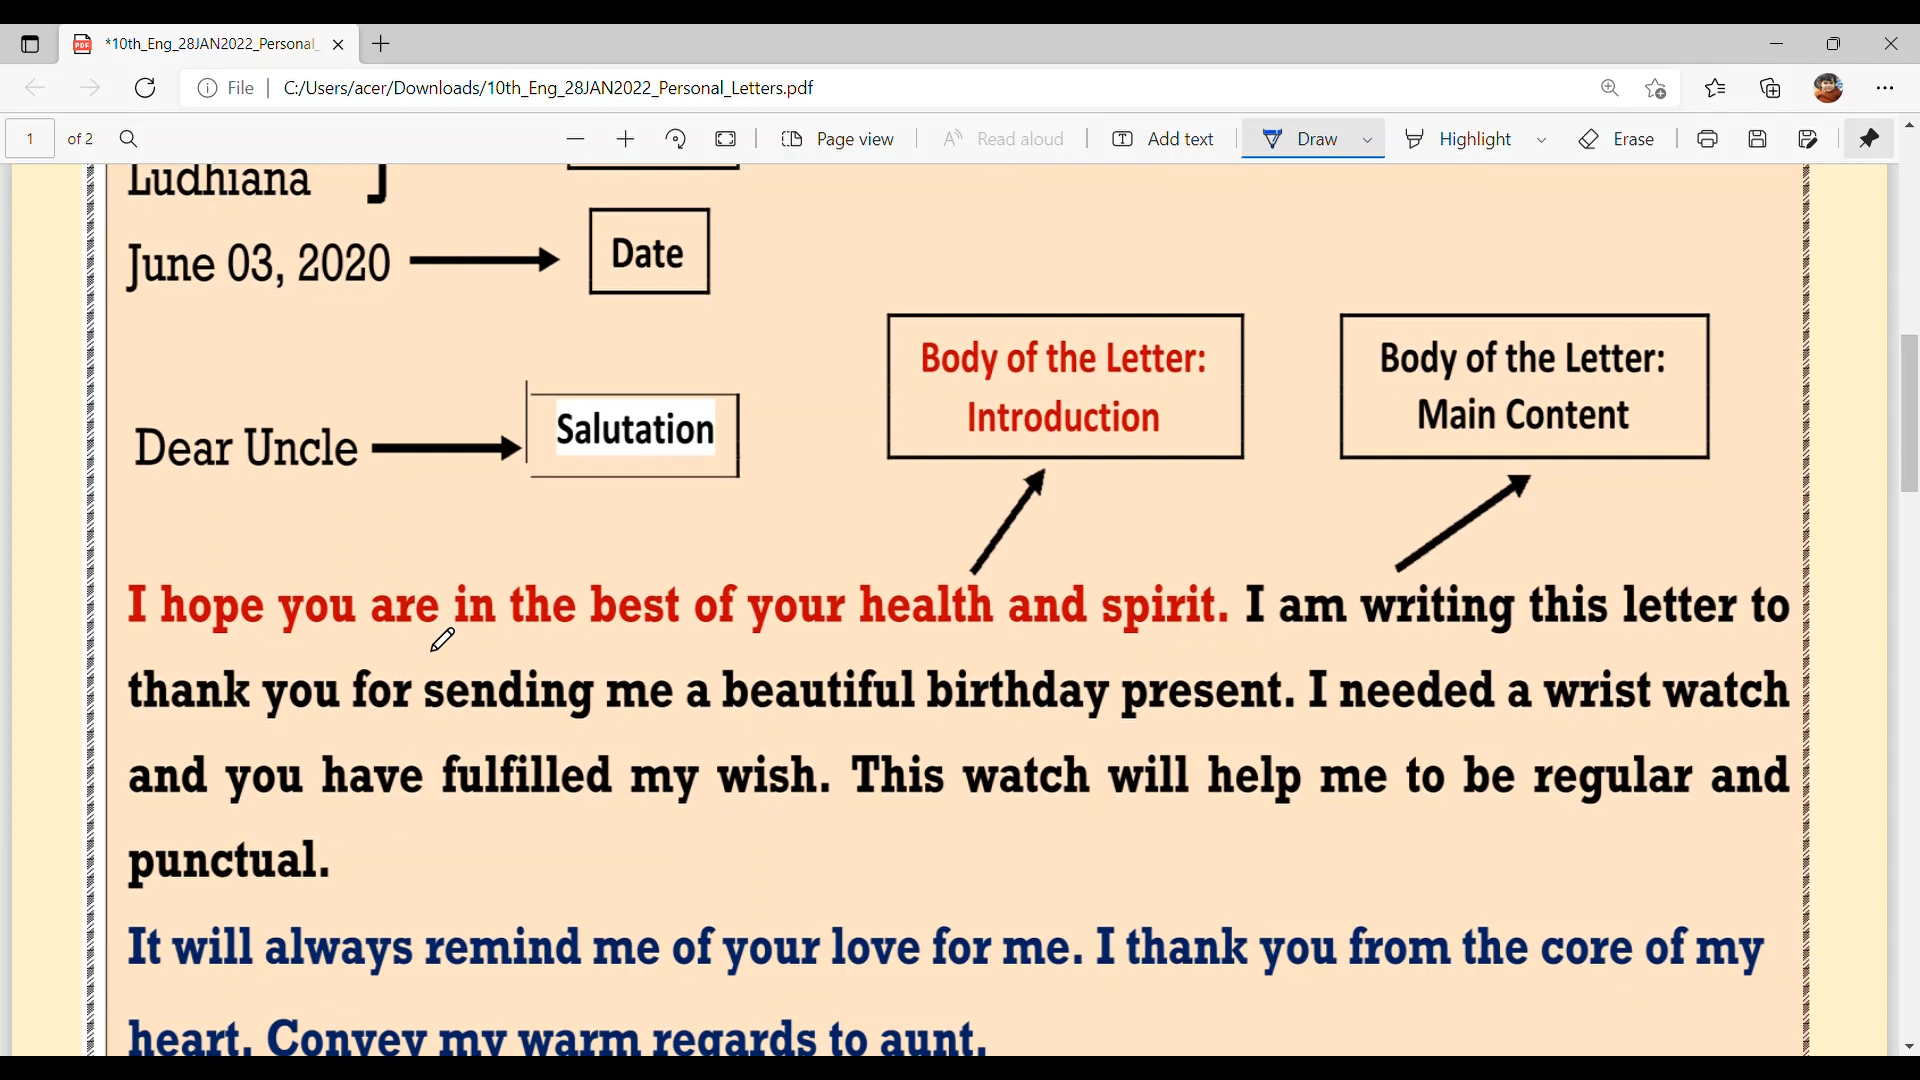 *10th_Eng_28JAN2022_Personal_
File C:/Users/acer/Downloads/10th_Eng_28JAN2022_Personal_Letters.pdf
1 of 2 Page view Read aloud Add text Draw Highlight Erase
Ludhiana
June 03, 2020 Date
Body of the Letter:
Introduction
Body of the Letter:
Main Content
Dear Uncle Salutation
I hope you are in the best of your health and spirit. I am writing this letter to
thank you for sending me a beautiful birthday present. I needed a wrist watch
and you have fulfilled my wish. This watch will help me to be regular and
punctual.
It will always remind me of your love for me. I thank you from the core of my
heart. Convey my warm regards to aunt.